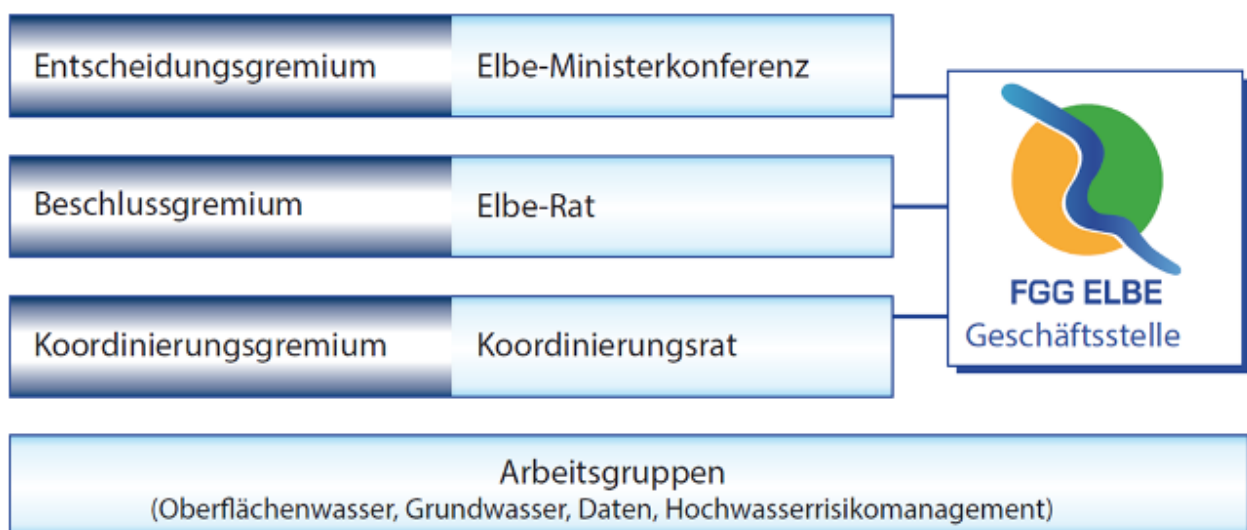 Entscheidungsgremium
Elbe-Ministerkonferenz
Beschlussgremium
Elbe-Rat
Koordinierungsgremium
Koordinierungsrat
FGG ELBE
Geschäftsstelle
Arbeitsgruppen
(Oberflächenwasser, Grundwasser, Daten, Hochwasserrisikomanagement)